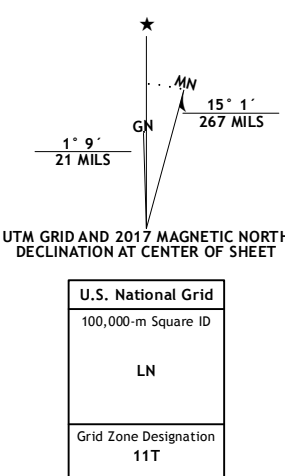 ★
MN
GN
15° 1´
267 MILS
1° 9´
21 MILS
UTM GRID AND 2017 MAGNETIC NORTH
DECLINATION AT CENTER OF SHEET
U.S. National Grid
100,000-m Square ID
LN
Grid Zone Designation
11T